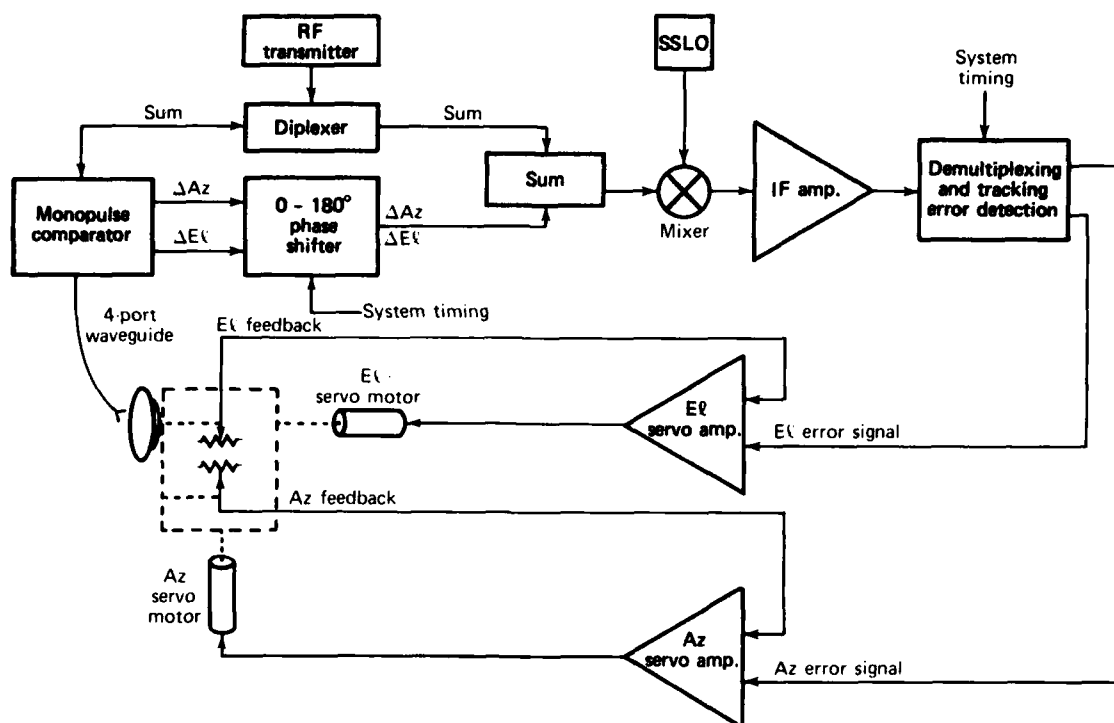 RF
transmitter
SSLO
System
timing
Sum
Diplexer
Sum
Monopulse
comparator
ΔAz
ΔEℓ
0 - 180°
phase
shifter
ΔAz
ΔEℓ
Sum
Mixer
IF amp.
Demultiplexing
and tracking
error detection
System timing
4-port
waveguide
Eℓ feedback
Eℓ
servo motor
Eℓ
servo amp.
Eℓ error signal
Az feedback
Az
servo
motor
Az
servo amp.
Az error signal